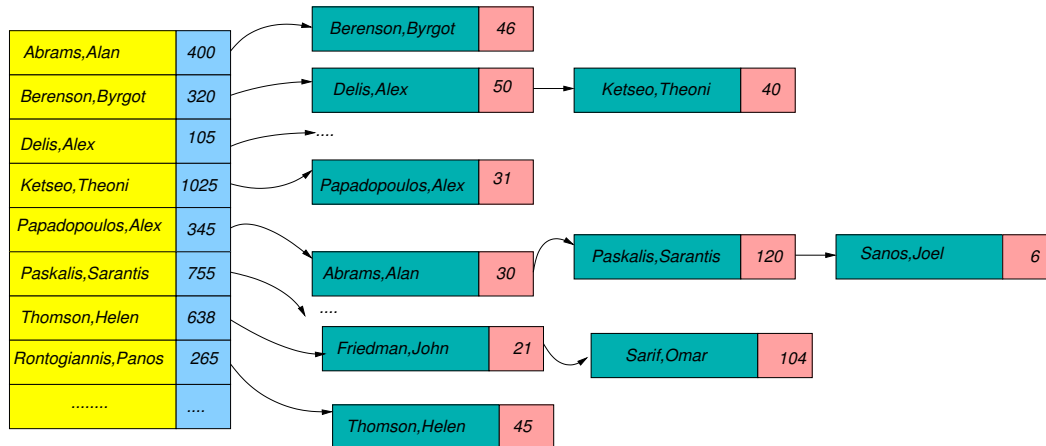 Abrams,Alan 400
Berenson,Byrgot 46
Berenson,Byrgot 320
Delis,Alex 50
Ketseo,Theoni 40
Delis,Alex 105
....
Ketseo,Theoni 1025
Papadopoulos,Alex 31
Papadopoulos,Alex 345
Abrams,Alan 30
Paskalis,Sarantis 120
Sanos,Joel 6
Paskalis,Sarantis 755
....
Thomson,Helen 638
Friedman,John 21
Sarif,Omar 104
Rontogiannis,Panos 265
Thomson,Helen 45
........ ....